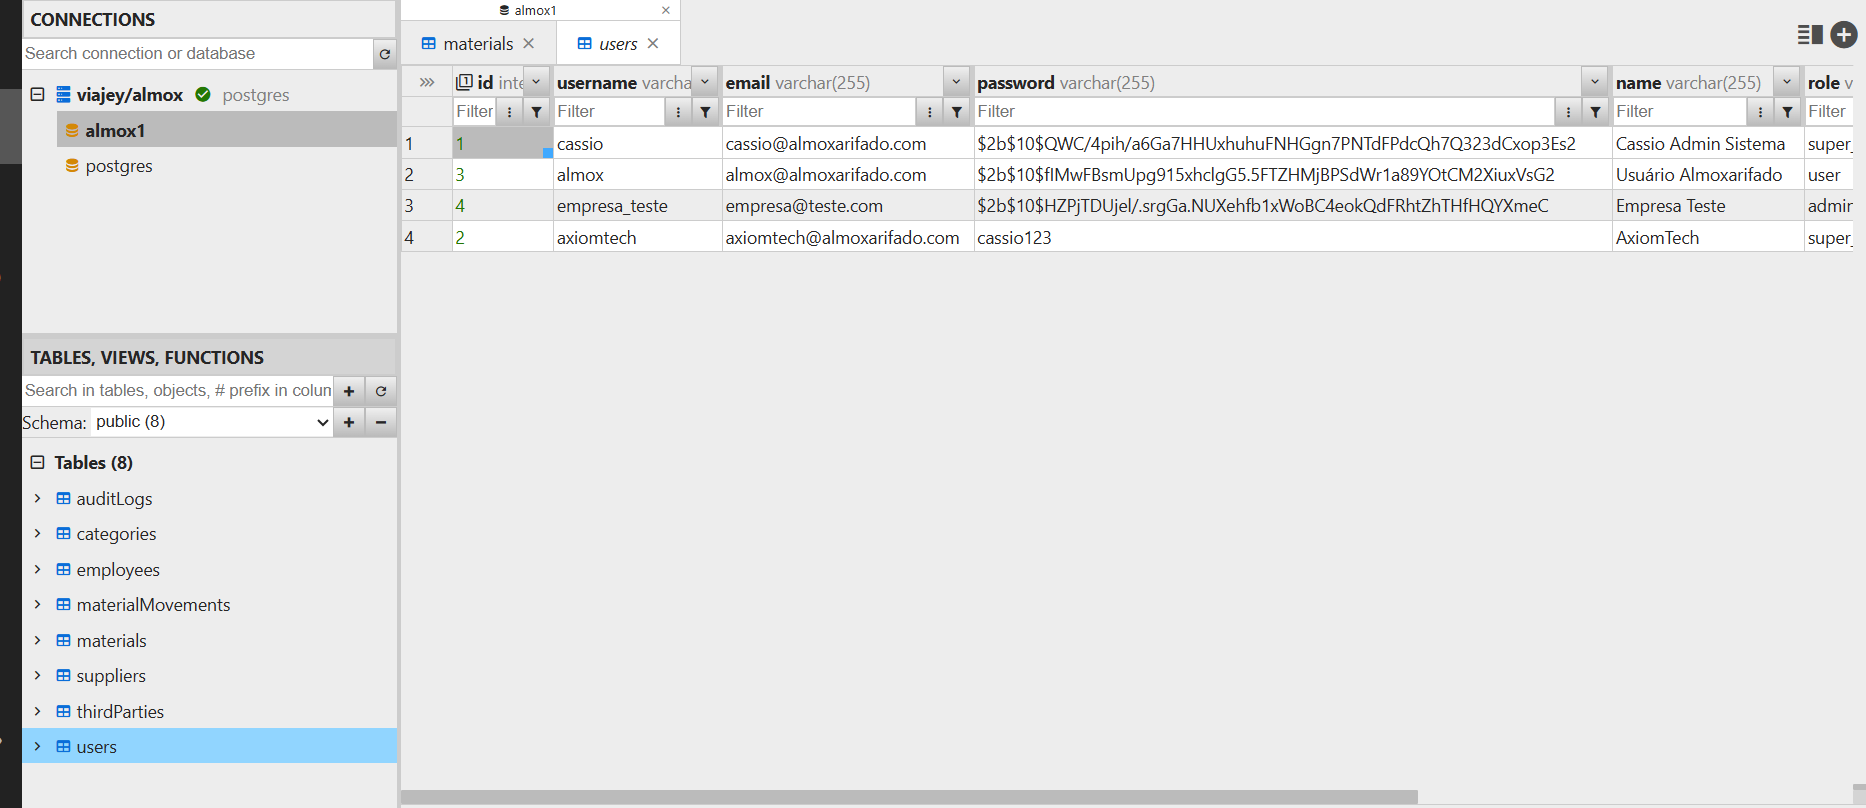 CONNECTIONS
Search connection or database
viajey/almox postgres
almox1
postgres
TABLES, VIEWS, FUNCTIONS
Search in tables, objects, # prefix in colum
Schema: public (8)
Tables (8)
auditLogs
categories
employees
materialMovements
materials
suppliers
thirdParties
users
almox1
materials users
id inte username varcha email varchar(255) password varchar(255) name varchar(255) role v
Filter Filter Filter Filter Filter Filter
1 1 cassio cassio@almoxarifado.com $2b$10$QWC/4pih/a6Ga7HHUxhuhuFNHGgn7PNTdFPdcQh7Q323dCxop3Es2 Cassio Admin Sistema super_
2 3 almox almox@almoxarifado.com $2b$10$fIMwFBsmUpg915xhclgG5.5FTZHMjBPSdWr1a89YOtCM2XiuxVsG2 Usuário Almoxarifado user
3 4 empresa_teste empresa@teste.com $2b$10$HZPjTDUjel/.srgGa.NUXehfb1xWoBC4eokQdFRhtZhTHfHQYXmeC Empresa Teste admin
4 2 axiomtech axiomtech@almoxarifado.com cassio123 AxiomTech super_